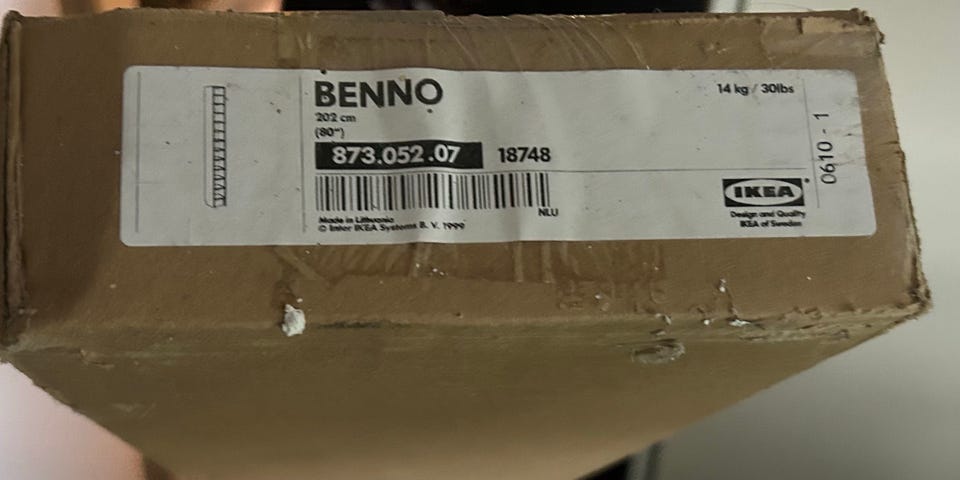 BENNO
202 cm
(80")
873.052.07 18748
NLU
Made in Lithuania
© Inter IKEA Systems B. V. 1999
14 kg / 30lbs
IKEA
Design and Quality
IKEA of Sweden
0610 - 1